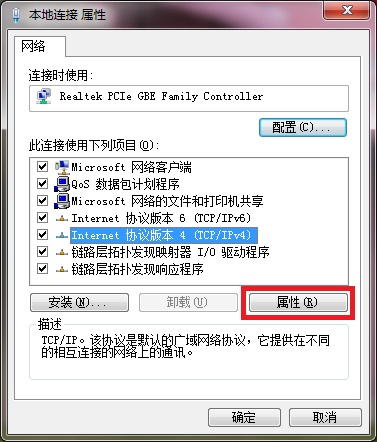 本地连接 属性
网络
连接时使用:
Realtek PCIe GBE Family Controller
配置(C)...
此连接使用下列项目(O):
Microsoft 网络客户端
QoS 数据包计划程序
Microsoft 网络的文件和打印机共享
Internet 协议版本 6 (TCP/IPv6)
Internet 协议版本 4 (TCP/IPv4)
链路层拓扑发现映射器 I/O 驱动程序
链路层拓扑发现响应程序
安装(N)...
卸载(U)
属性(R)
描述
TCP/IP。该协议是默认的广域网络协议，它提供在不同
的相互连接的网络上的通讯。
确定
取消